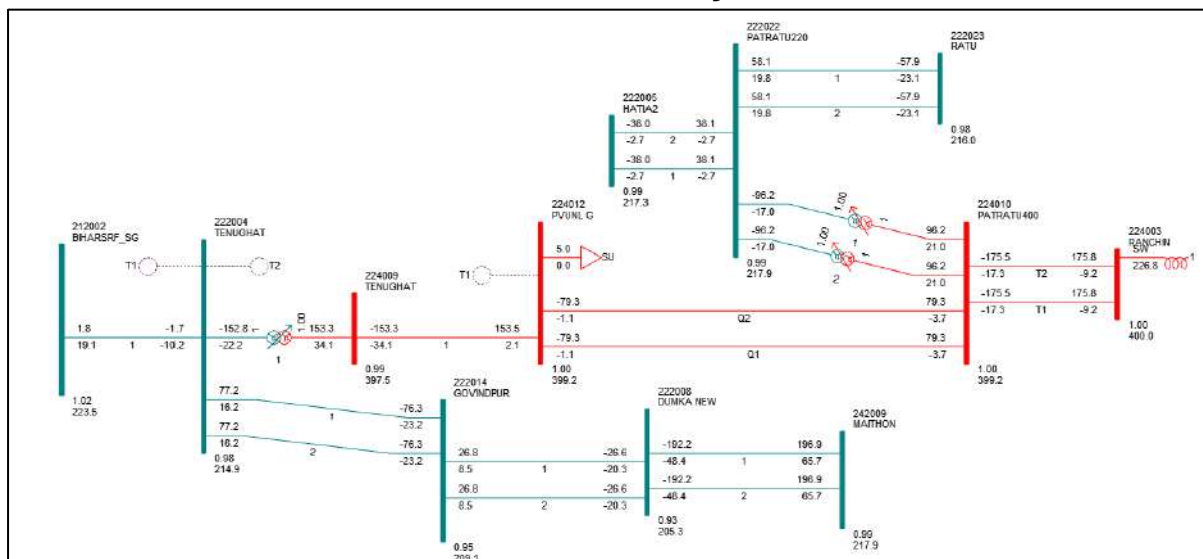 222022
PATRATU220
222023
RATU
58.1 -57.9
19.8 1 -23.1
58.1 -57.9
19.8 2 -23.1
0.98
216.0
222005
HATIA2
-38.0 38.1
-2.7 2 -2.7
-38.0 38.1
-2.7 1 -2.7
0.99
217.3
-96.2 1.00 1 96.2
-17.0 21.0
-96.2 1.00 1 96.2
-17.0 2 21.0
0.99
217.9
224010
PATRATU400
224003
RANCHIN
SW
226.8 1
-175.5 175.8
-17.3 T2 -9.2
-175.5 175.8
-17.3 T1 -9.2
1.00
400.0
212002
BIHARSRF_SG
222004
TENUGHAT
T1 T2
224009
TENUGHAT
224012
PVUNL G
T1
5.0
0.0
SU
1.8 -1.7
19.1 1 -10.2
-152.8 1 1.00 153.3
-22.2 1 34.1
-153.3 153.5
-34.1 1 2.1
-79.3 79.3
-1.1 Q2 -3.7
-79.3 79.3
-1.1 Q1 -3.7
0.99
397.5
1.00
399.2
1.00
399.2
1.02
223.5
77.2 -76.3
16.2 1 -23.2
77.2 -76.3
16.2 2 -23.2
0.98
214.9
222014
GOVINDPUR
222008
DUMKA NEW
242009
MAITHON
26.8 -26.6
8.5 1 -20.3
26.8 -26.6
8.5 2 -20.3
-192.2 196.9
-48.4 1 65.7
-192.2 196.9
-48.4 2 65.7
0.95
0.93
205.3
0.99
217.9